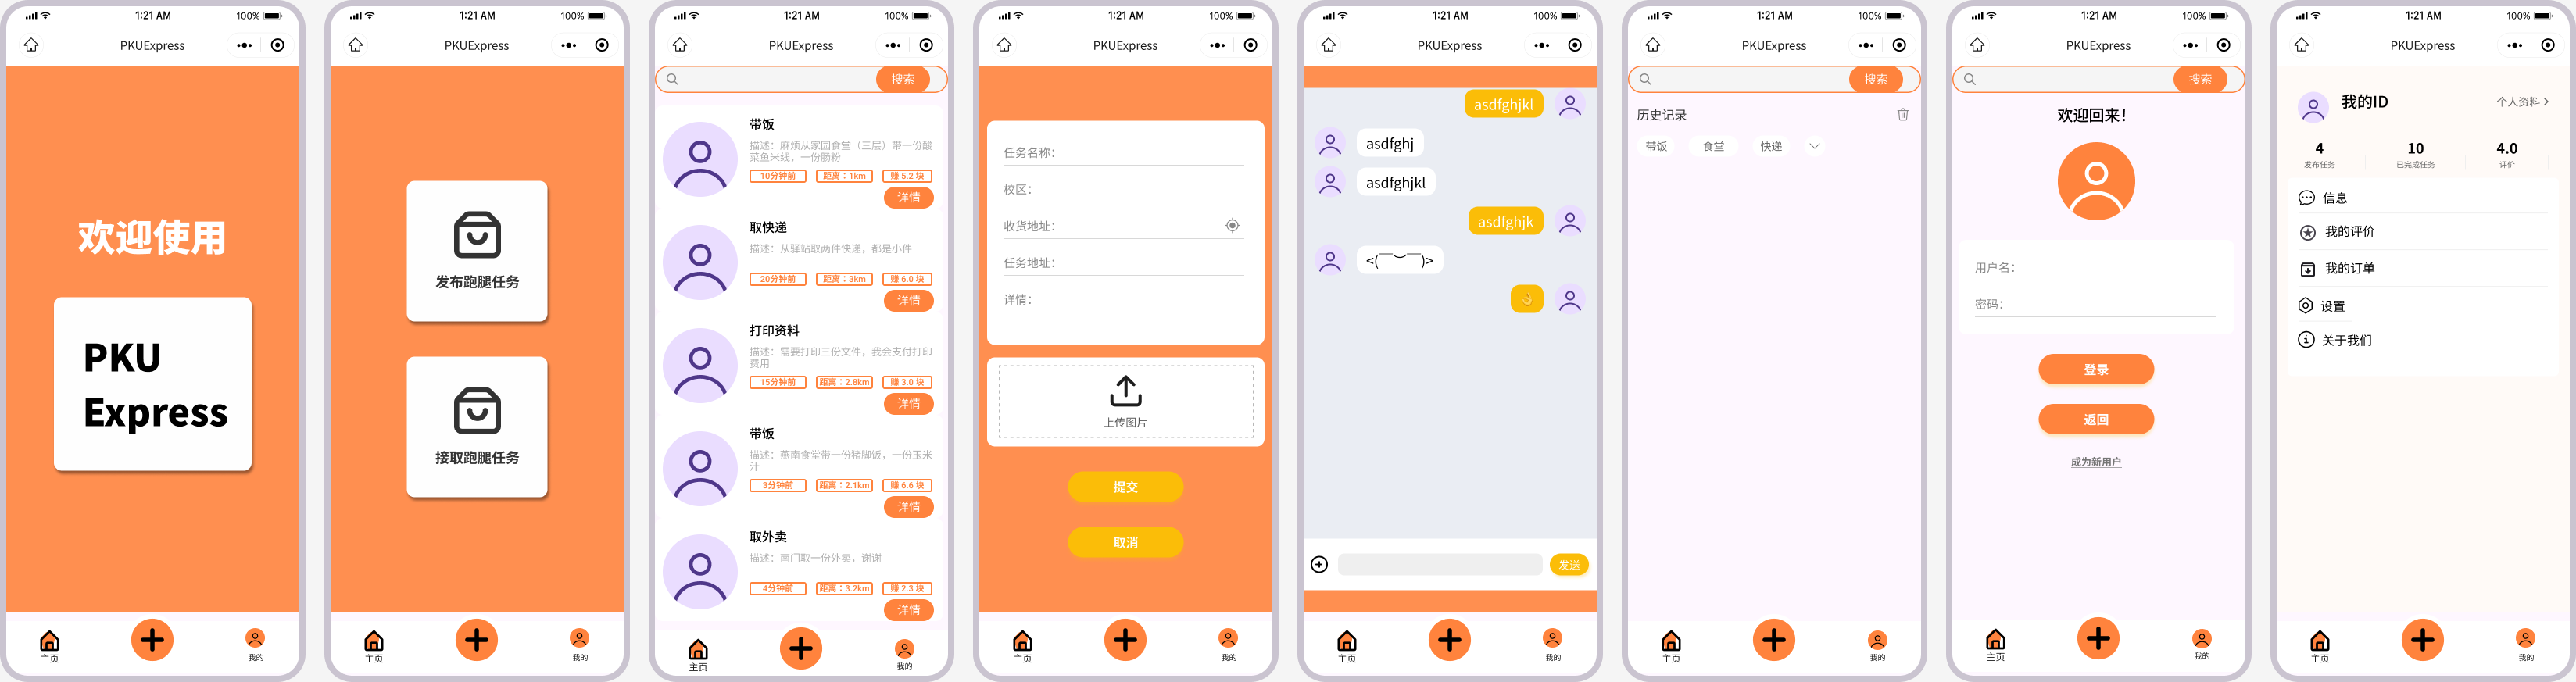 1:21 AM
100%
PKUExpress
欢迎使用
PKU
Express
主页
我的
1:21 AM
100%
PKUExpress
发布跑腿任务
接取跑腿任务
主页
我的
1:21 AM
100%
PKUExpress
搜索
带饭
描述：麻烦从家园食堂（三层）带一份酸
菜鱼米线，一份肠粉
10分钟前
距离：1km
赚 5.2 块
详情
取快递
描述：从驿站取两件快递，都是小件
20分钟前
距离：3km
赚 6.0 块
详情
打印资料
描述：需要打印三份文件，我会支付打印
费用
15分钟前
距离：2.8km
赚 3.0 块
详情
带饭
描述：燕南食堂带一份猪脚饭，一份玉米
汁
3分钟前
距离：2.1km
赚 6.6 块
详情
取外卖
描述：南门取一份外卖，谢谢
4分钟前
距离：3.2km
赚 2.3 块
详情
主页
我的
1:21 AM
100%
PKUExpress
任务名称：
校区：
收货地址：
任务地址：
详情：
上传图片
提交
取消
主页
我的
1:21 AM
100%
PKUExpress
asdfghjkl
asdfghj
asdfghjkl
asdfghjk
<(￣︶￣)>
👌
发送
主页
我的
1:21 AM
100%
PKUExpress
搜索
历史记录
带饭
食堂
快递
主页
我的
1:21 AM
100%
PKUExpress
搜索
欢迎回来！
用户名：
密码：
登录
返回
成为新用户
主页
我的
1:21 AM
100%
PKUExpress
我的ID
个人资料
4
10
4.0
发布任务
已完成任务
评价
信息
我的评价
我的订单
设置
关于我们
主页
我的